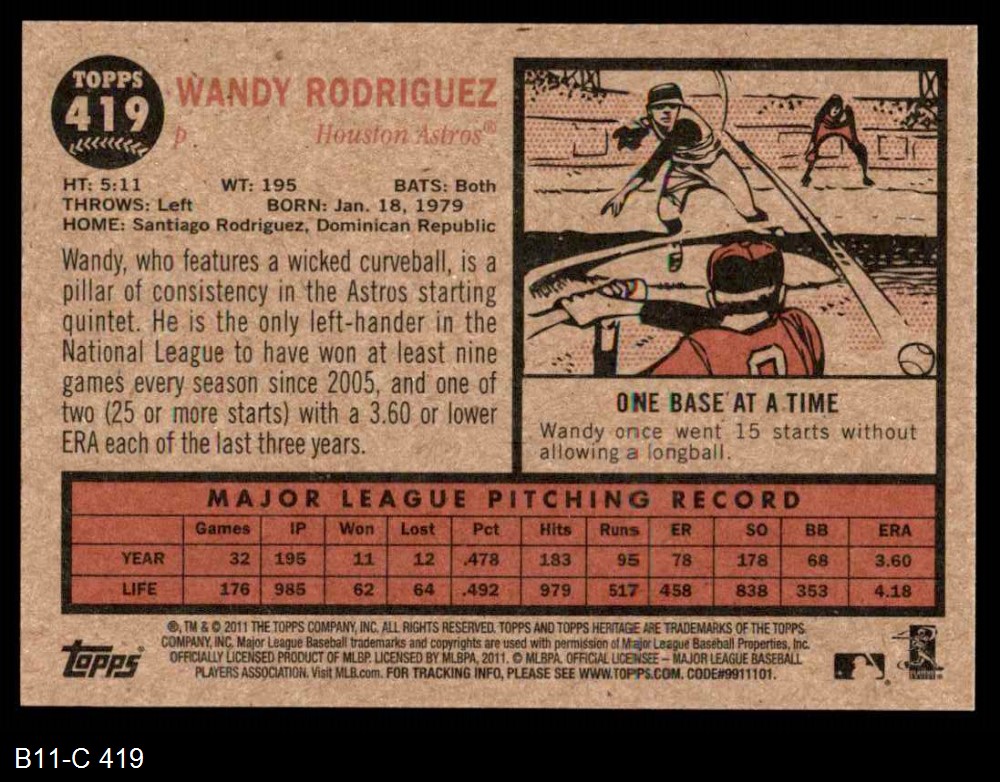 TOPPS
419
WANDY RODRIGUEZ
p Houston Astros®
HT: 5:11 WT: 195 BATS: Both
THROWS: Left BORN: Jan. 18, 1979
HOME: Santiago Rodriguez, Dominican Republic
Wandy, who features a wicked curveball, is a
pillar of consistency in the Astros starting
quintet. He is the only left-hander in the
National League to have won at least nine
games every season since 2005, and one of
two (25 or more starts) with a 3.60 or lower
ERA each of the last three years.
0
ONE BASE AT A TIME
Wandy once went 15 starts without
allowing a longball.
MAJOR LEAGUE PITCHING RECORD
Games IP Won Lost Pct Hits Runs ER SO BB ERA
YEAR 32 195 11 12 .478 183 95 78 178 68 3.60
LIFE 176 985 62 64 .492 979 517 458 838 353 4.18
topps
®, TM & © 2011 THE TOPPS COMPANY, INC. ALL RIGHTS RESERVED. TOPPS AND TOPPS HERITAGE ARE TRADEMARKS OF THE TOPPS
COMPANY, INC. Major League Baseball trademarks and copyrights are used with permission of Major League Baseball Properties, Inc.
OFFICIALLY LICENSED PRODUCT OF MLBP. LICENSED BY MLBPA, 2011. © MLBPA. OFFICIAL LICENSEE – MAJOR LEAGUE BASEBALL
PLAYERS ASSOCIATION. Visit MLB.com. FOR TRACKING INFO, PLEASE SEE WWW.TOPPS.COM. CODE#9911101.
B11-C 419